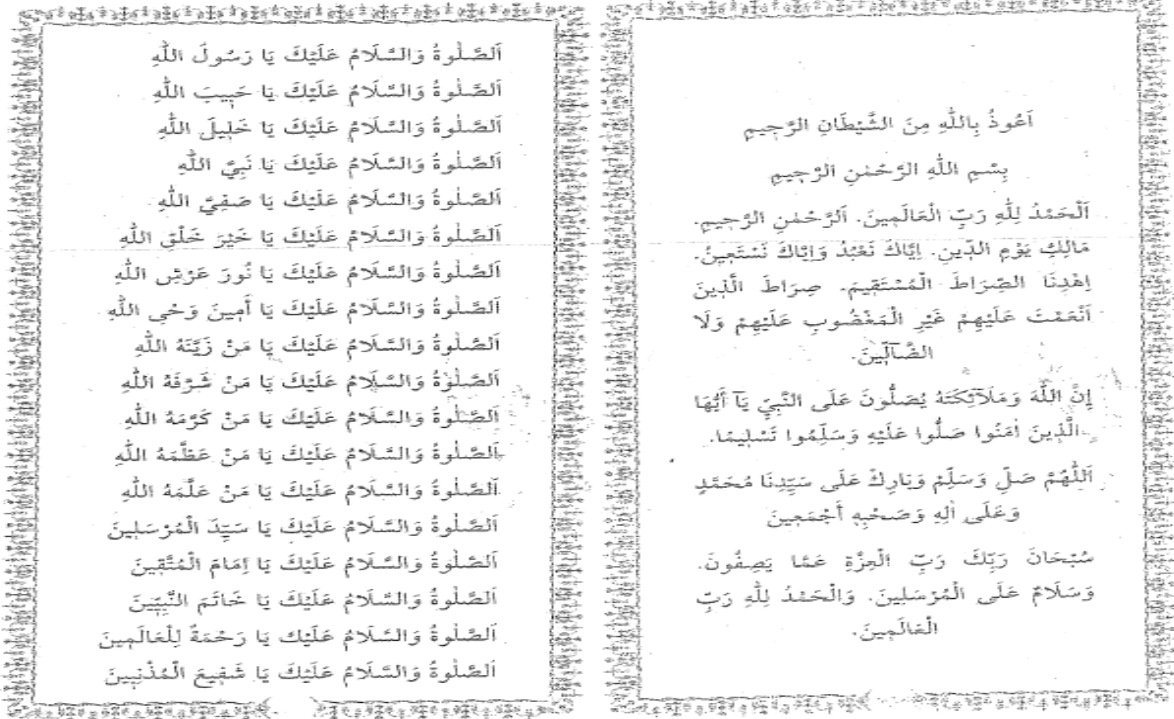 اَعُوذُ بِاللّٰهِ مِنَ الشَّيْطَانِ الرَّجٖيمِ
بِسْمِ اللّٰهِ الرَّحْمٰنِ الرَّحٖيمِ
اَلْحَمْدُ لِلّٰهِ رَبِّ الْعَالَمٖينَ. اَلرَّحْمٰنِ الرَّحٖيمِ.
مَالِكِ يَوْمِ الدّٖينِ. اِيَّاكَ نَعْبُدُ وَاِيَّاكَ نَسْتَعٖينُ.
اِهْدِنَا الصِّرَاطَ الْمُسْتَقٖيمَ. صِرَاطَ الَّذٖينَ
اَنْعَمْتَ عَلَيْهِمْ غَيْرِ الْمَغْضُوبِ عَلَيْهِمْ وَلَا
الضَّآلّٖينَ.
إِنَّ اللّٰهَ وَمَلَآئِكَتَهُ يُصَلُّونَ عَلَى النَّبِيِّ يَآ أَيُّهَا
الَّذٖينَ اٰمَنُوا صَلُّوا عَلَيْهِ وَسَلِّمُوا تَسْلٖيمًا.
اَللّٰهُمَّ صَلِّ وَسَلِّمْ وَبَارِكْ عَلَى سَيِّدِنَا مُحَمَّدٍ
وَعَلَى اٰلِهِ وَصَحْبِهِ أَجْمَعٖينَ
سُبْحَانَ رَبِّكَ رَبِّ الْعِزَّةِ عَمَّا يَصِفُونَ.
وَسَلَامٌ عَلَى الْمُرْسَلٖينَ. وَالْحَمْدُ لِلّٰهِ رَبِّ
الْعَالَمٖينَ.
اَلصَّلٰوةُ وَالسَّلَامُ عَلَيْكَ يَا رَسُولَ اللّٰهِ
اَلصَّلٰوةُ وَالسَّلَامُ عَلَيْكَ يَا حَبٖيبَ اللّٰهِ
اَلصَّلٰوةُ وَالسَّلَامُ عَلَيْكَ يَا خَلٖيلَ اللّٰهِ
اَلصَّلٰوةُ وَالسَّلَامُ عَلَيْكَ يَا نَبِيَّ اللّٰهِ
اَلصَّلٰوةُ وَالسَّلَامُ عَلَيْكَ يَا صَفِيَّ اللّٰهِ
اَلصَّلٰوةُ وَالسَّلَامُ عَلَيْكَ يَا خَيْرَ خَلْقِ اللّٰهِ
اَلصَّلٰوةُ وَالسَّلَامُ عَلَيْكَ يَا نُورَ عَرْشِ اللّٰهِ
اَلصَّلٰوةُ وَالسَّلَامُ عَلَيْكَ يَا أَمٖينَ وَحْىِ اللّٰهِ
اَلصَّلٰوةُ وَالسَّلَامُ عَلَيْكَ يَا مَنْ زَيَّنَهُ اللّٰهِ
اَلصَّلٰوةُ وَالسَّلَامُ عَلَيْكَ يَا مَنْ شَرَّفَهُ اللّٰهِ
اَلصَّلٰوةُ وَالسَّلَامُ عَلَيْكَ يَا مَنْ كَرَّمَهُ اللّٰهِ
اَلصَّلٰوةُ وَالسَّلَامُ عَلَيْكَ يَا مَنْ عَظَّمَهُ اللّٰهِ
اَلصَّلٰوةُ وَالسَّلَامُ عَلَيْكَ يَا مَنْ عَلَّمَهُ اللّٰهِ
اَلصَّلٰوةُ وَالسَّلَامُ عَلَيْكَ يَا سَيِّدَ الْمُرْسَلٖينَ
اَلصَّلٰوةُ وَالسَّلَامُ عَلَيْكَ يَا اِمَامَ الْمُتَّقٖينَ
اَلصَّلٰوةُ وَالسَّلَامُ عَلَيْكَ يَا خَاتَمَ النَّبِيّٖينَ
اَلصَّلٰوةُ وَالسَّلَامُ عَلَيْكَ يَا رَحْمَةً لِلْعَالَمٖينَ
اَلصَّلٰوةُ وَالسَّلَامُ عَلَيْكَ يَا شَفٖيعَ الْمُذْنِبٖينَ